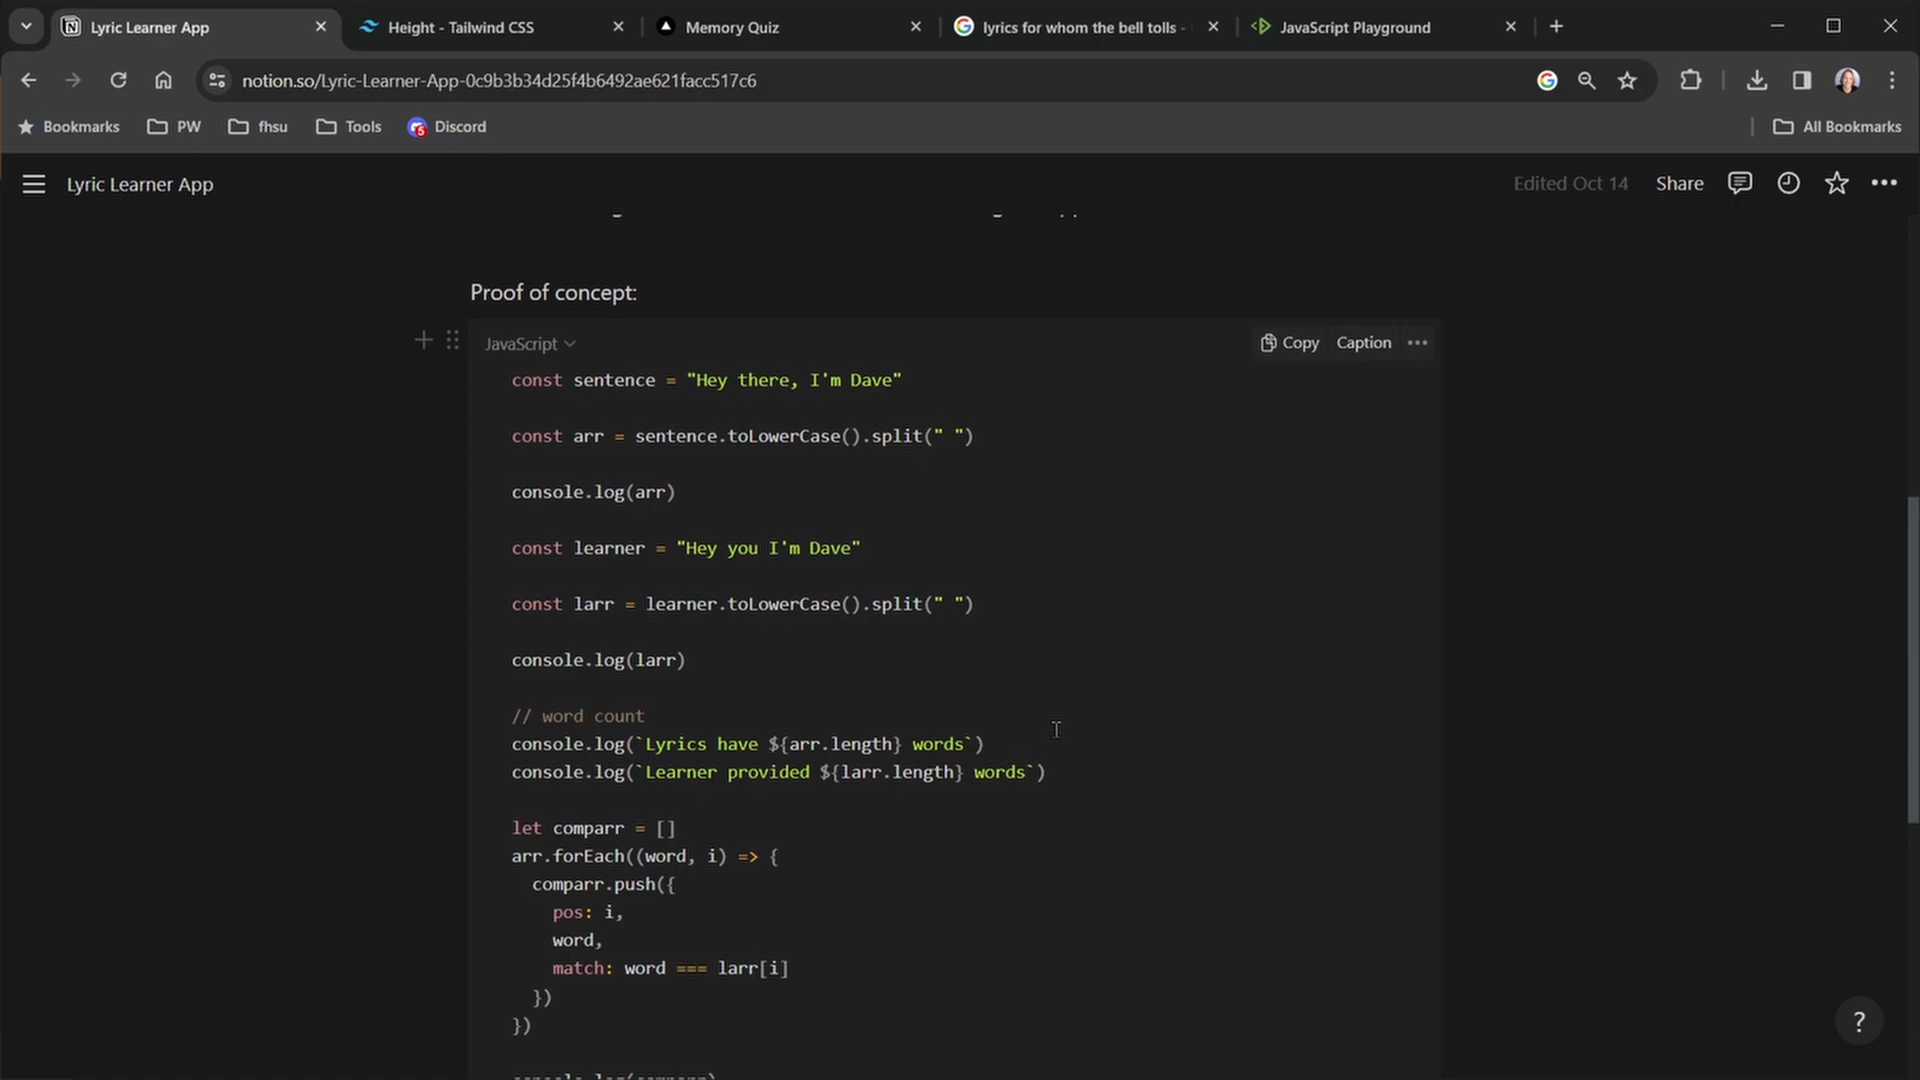 Lyric Learner App
Height - Tailwind CSS
Memory Quiz
lyrics for whom the bell tolls -
JavaScript Playground
notion.so/Lyric-Learner-App-0c9b3b34d25f4b6492ae621facc517c6
Bookmarks
PW
fhsu
Tools
5
Discord
All Bookmarks
Lyric Learner App
Edited Oct 14
Share
Proof of concept:
JavaScript
Copy
Caption
const sentence = "Hey there, I'm Dave"
const arr = sentence.toLowerCase().split(" ")
console.log(arr)
const learner = "Hey you I'm Dave"
const larr = learner.toLowerCase().split(" ")
console.log(larr)
// word count
console.log(`Lyrics have ${arr.length} words`)
console.log(`Learner provided ${larr.length} words`)
let comparr = []
arr.forEach((word, i) => {
comparr.push({
pos: i,
word,
match: word === larr[i]
})
})
?